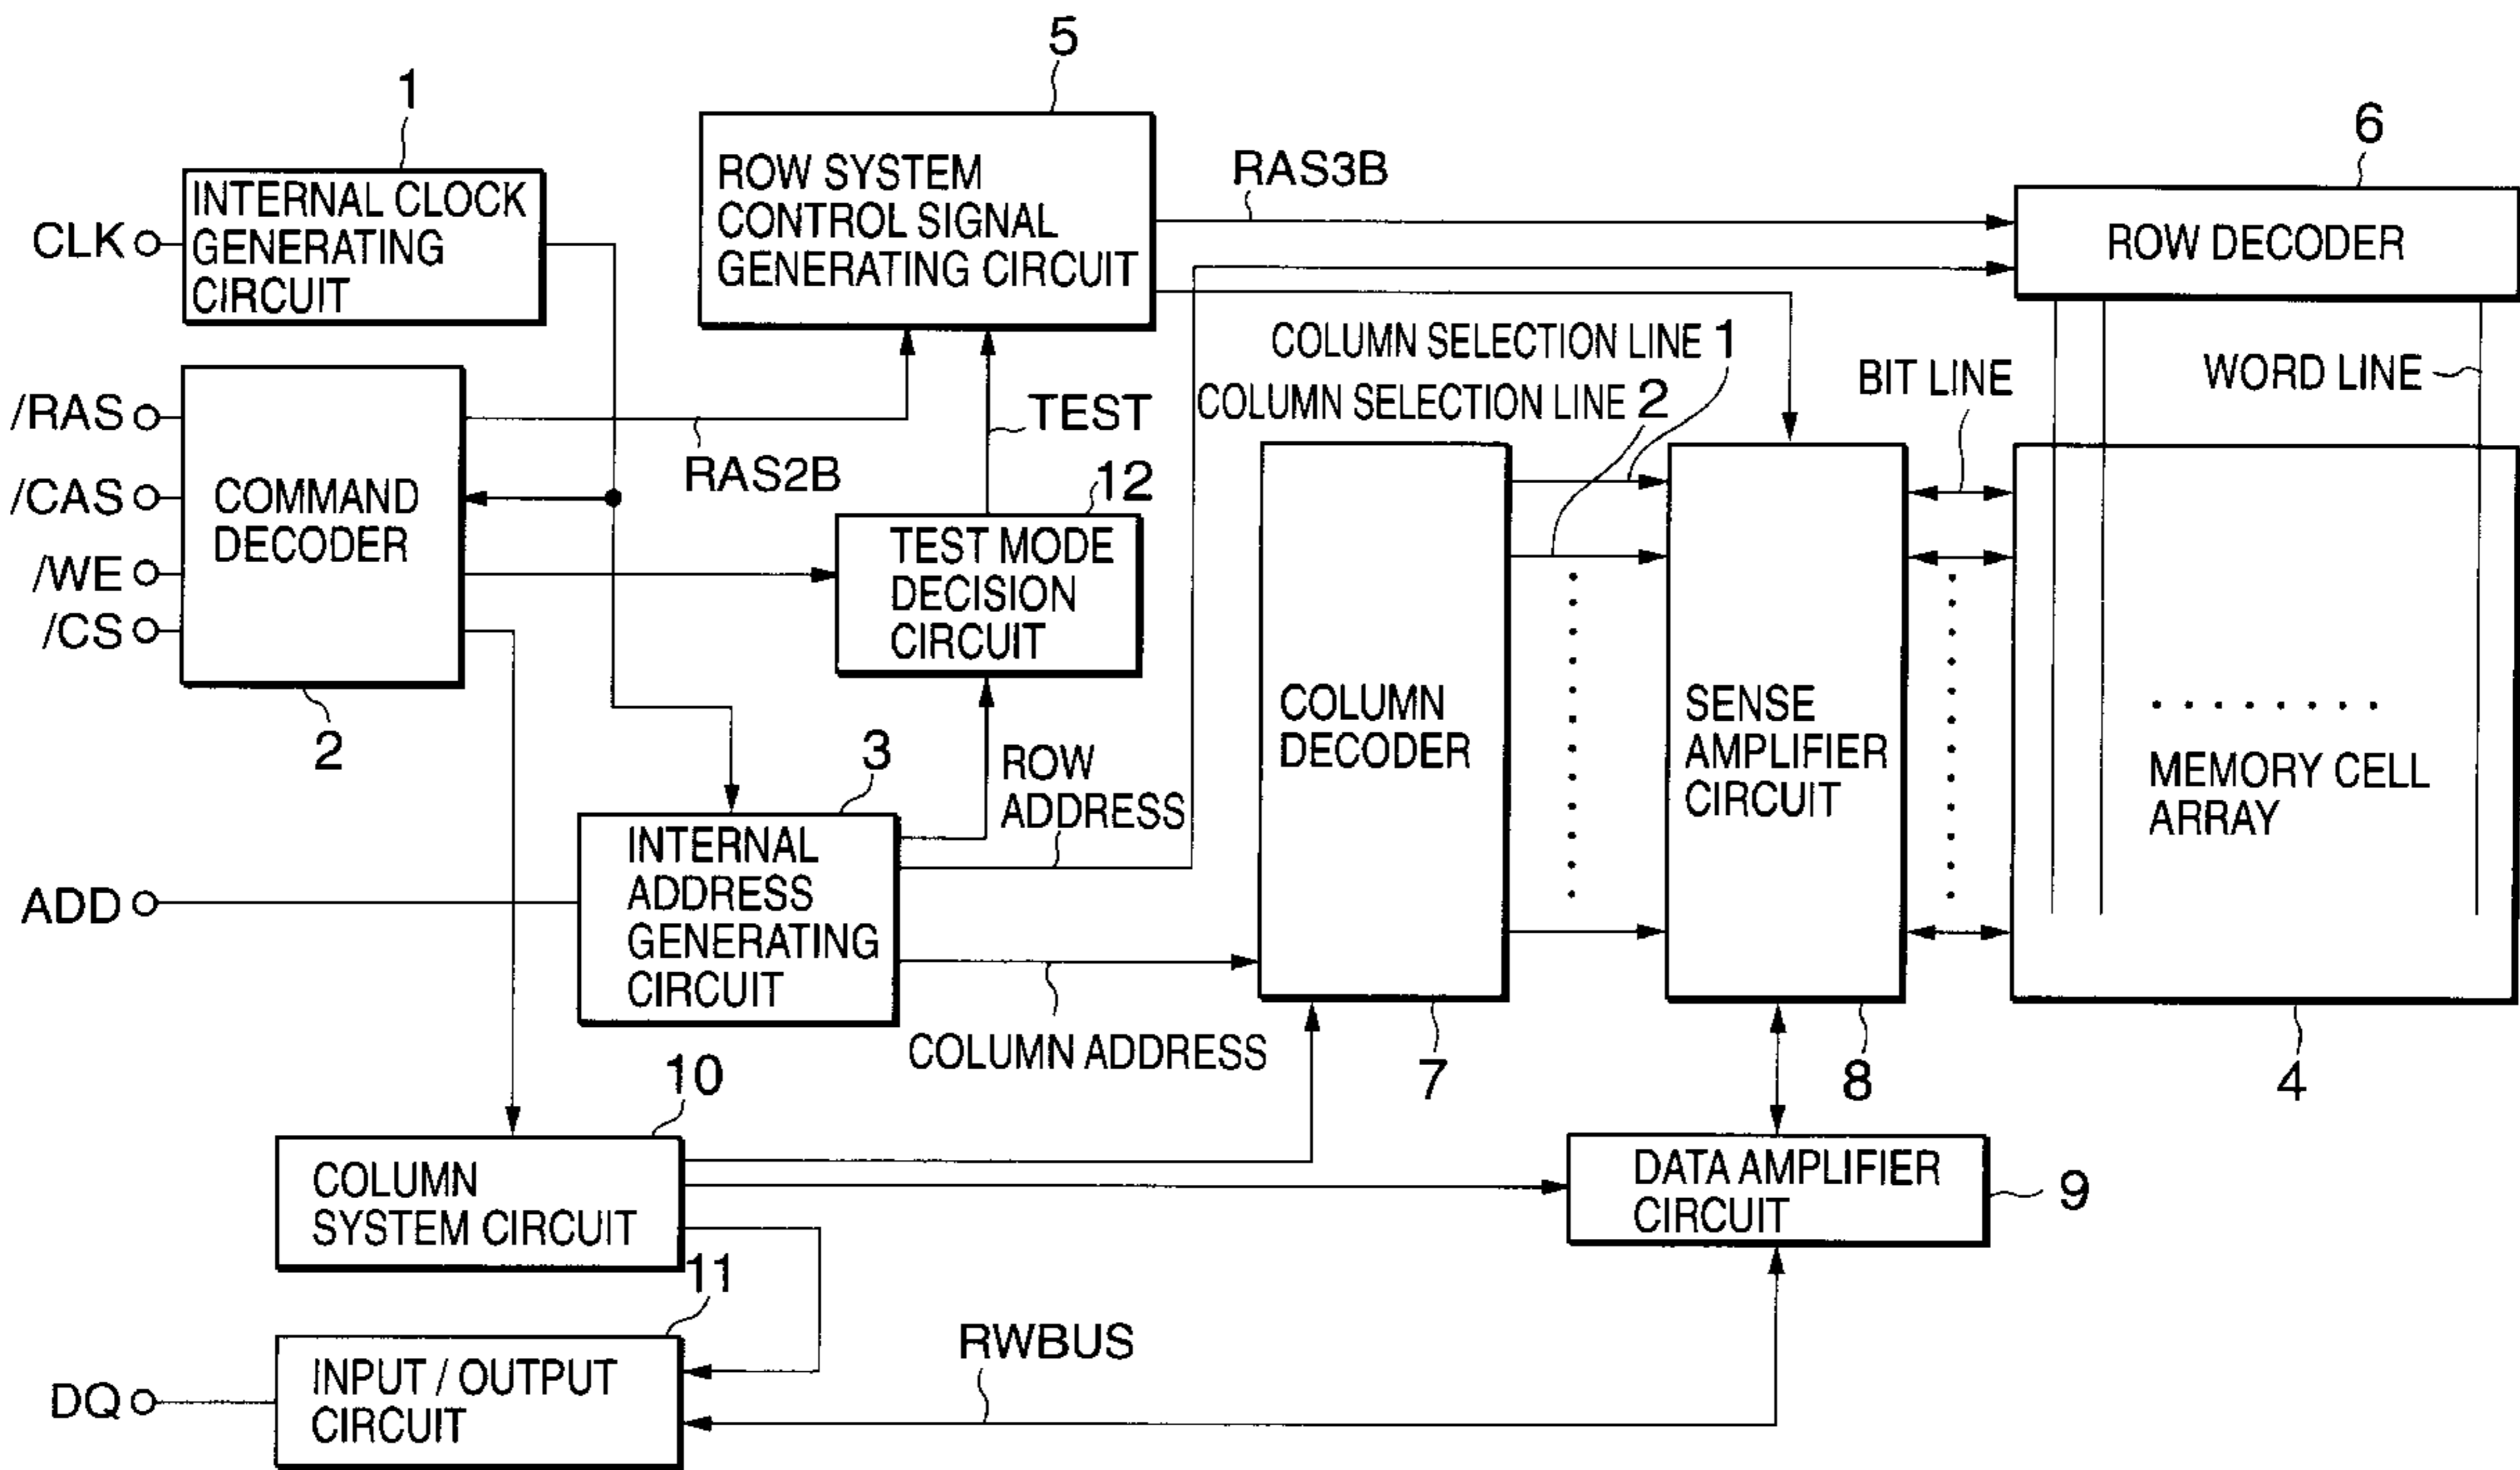 5
1
6
INTERNAL CLOCK
GENERATING
CIRCUIT
CLK
ROW SYSTEM
CONTROL SIGNAL
GENERATING CIRCUIT
RAS3B
ROW DECODER
COLUMN SELECTION LINE 1
COLUMN SELECTION LINE 2
BIT LINE
WORD LINE
/RAS
/CAS
/WE
/CS
COMMAND
DECODER
2
RAS2B
TEST
12
TEST MODE
DECISION
CIRCUIT
COLUMN
DECODER
7
SENSE
AMPLIFIER
CIRCUIT
8
MEMORY CELL
ARRAY
4
3
ROW
ADDRESS
ADD
INTERNAL
ADDRESS
GENERATING
CIRCUIT
COLUMN ADDRESS
10
COLUMN
SYSTEM CIRCUIT
DATA AMPLIFIER
CIRCUIT
9
11
RWBUS
DQ
INPUT / OUTPUT
CIRCUIT